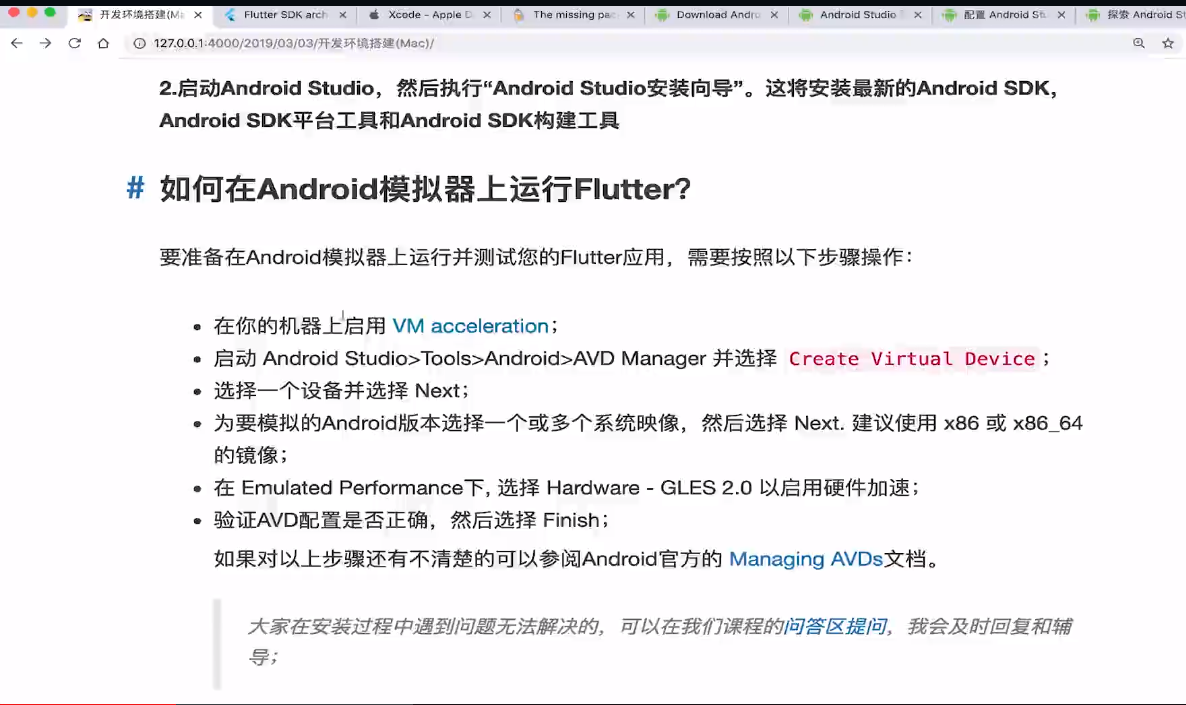 开发环境搭建(Ma
Flutter SDK arch
Xcode - Apple D
The missing pac
Download Andro
Android Studio
配置 Android Stu
探索 Android St
127.0.0.1:4000/2019/03/03/开发环境搭建(Mac)/
2.启动Android Studio，然后执行“Android Studio安装向导”。这将安装最新的Android SDK，
Android SDK平台工具和Android SDK构建工具
# 如何在Android模拟器上运行Flutter?
要准备在Android模拟器上运行并测试您的Flutter应用，需要按照以下步骤操作：
• 在你的机器上启用 VM acceleration；
• 启动 Android Studio>Tools>Android>AVD Manager 并选择 Create Virtual Device；
• 选择一个设备并选择 Next；
• 为要模拟的Android版本选择一个或多个系统映像，然后选择 Next. 建议使用 x86 或 x86_64
的镜像；
• 在 Emulated Performance下, 选择 Hardware - GLES 2.0 以启用硬件加速；
• 验证AVD配置是否正确，然后选择 Finish；
如果对以上步骤还有不清楚的可以参阅Android官方的 Managing AVDs文档。
大家在安装过程中遇到问题无法解决的，可以在我们课程的问答区提问，我会及时回复和辅
导；